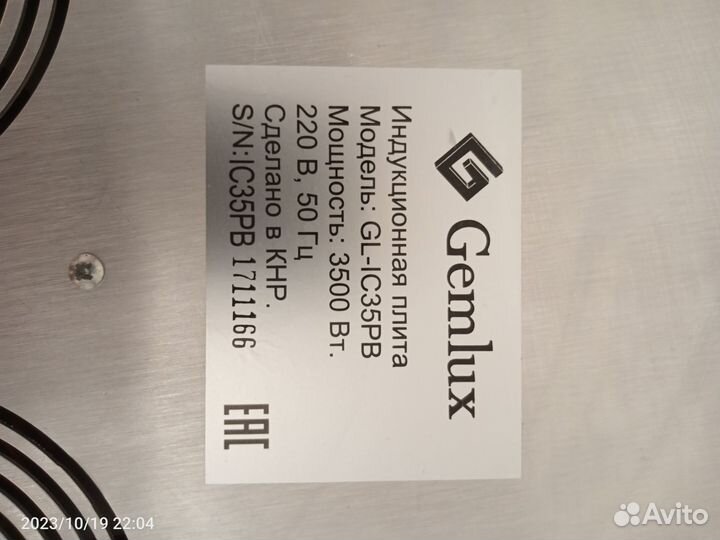 Gemlux
Индукционная плита
Модель: GL-IC35PB
Мощность: 3500 Вт.
220 В, 50 Гц
Сделано в КНР.
S/N:IC35PB 1711166
EAC
2023/10/19 22:04
Avito